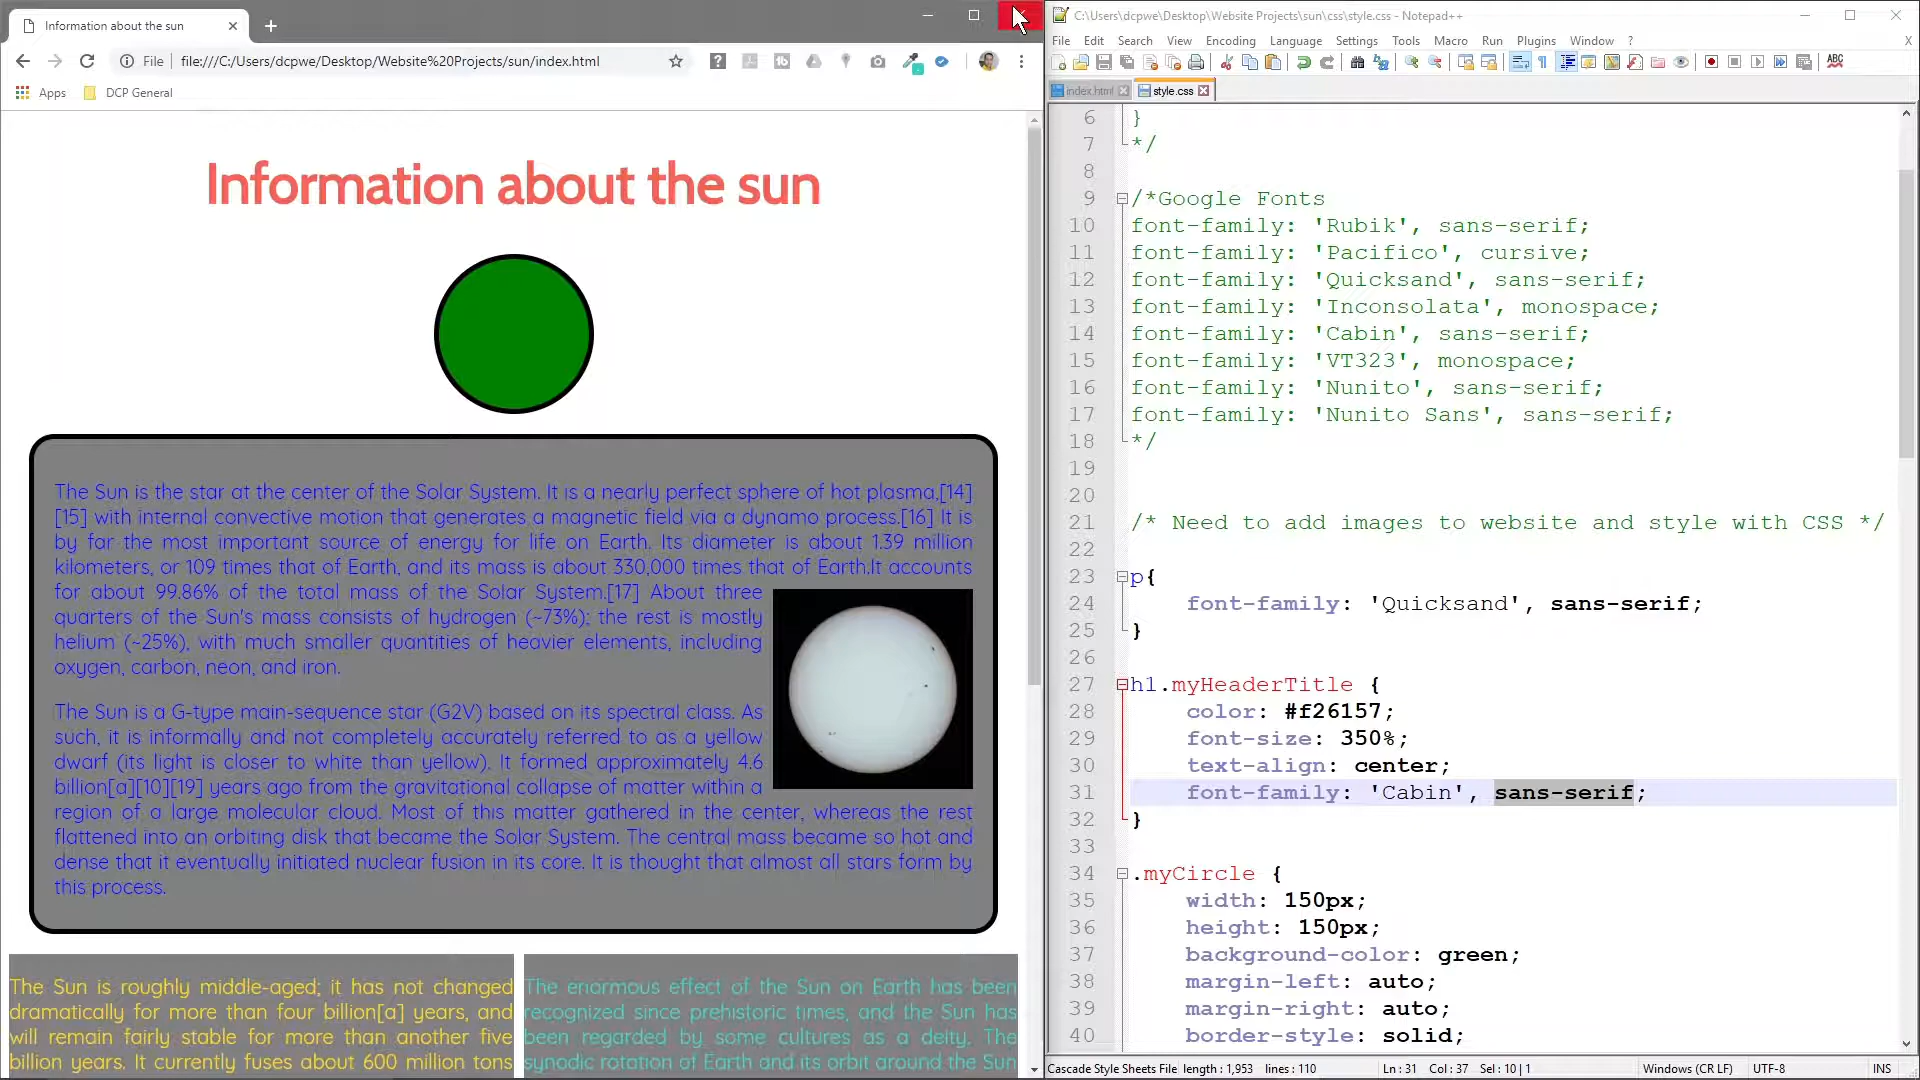 Information about the sun
File
file:///C:/Users/dcpwe/Desktop/Website%20Projects/sun/index.html
Apps
DCP General
Information about the sun
The Sun is the star at the center of the Solar System. It is a nearly perfect sphere of hot plasma,[14]
[15] with internal convective motion that generates a magnetic field via a dynamo process.[16] It is
by far the most important source of energy for life on Earth. Its diameter is about 1.39 million
kilometers, or 109 times that of Earth, and its mass is about 330,000 times that of Earth.It accounts
for about 99.86% of the total mass of the Solar System.[17] About three
quarters of the Sun's mass consists of hydrogen (~73%); the rest is mostly
helium (~25%), with much smaller quantities of heavier elements, including
oxygen, carbon, neon, and iron.
The Sun is a G-type main-sequence star (G2V) based on its spectral class. As
such, it is informally and not completely accurately referred to as a yellow
dwarf (its light is closer to white than yellow). It formed approximately 4.6
billion[a][10][19] years ago from the gravitational collapse of matter within a
region of a large molecular cloud. Most of this matter gathered in the center, whereas the rest
flattened into an orbiting disk that became the Solar System. The central mass became so hot and
dense that it eventually initiated nuclear fusion in its core. It is thought that almost all stars form by
this process.
The Sun is roughly middle-aged; it has not changed
dramatically for more than four billion[a] years, and
will remain fairly stable for more than another five
billion years. It currently fuses about 600 million tons
The enormous effect of the Sun on Earth has been
recognized since prehistoric times, and the Sun has
been regarded by some cultures as a deity. The
synodic rotation of Earth and its orbit around the Sun
C:\Users\dcpwe\Desktop\Website Projects\sun\css\style.css - Notepad++
File Edit Search View Encoding Language Settings Tools Macro Run Plugins Window ? X
ABC
index.html style.css
6 }
7 */
8
9 /*Google Fonts
10 font-family: 'Rubik', sans-serif;
11 font-family: 'Pacifico', cursive;
12 font-family: 'Quicksand', sans-serif;
13 font-family: 'Inconsolata', monospace;
14 font-family: 'Cabin', sans-serif;
15 font-family: 'VT323', monospace;
16 font-family: 'Nunito', sans-serif;
17 font-family: 'Nunito Sans', sans-serif;
18 */
19
20
21 /* Need to add images to website and style with CSS */
22
23 p{
24 font-family: 'Quicksand', sans-serif;
25 }
26
27 h1.myHeaderTitle {
28 color: #f26157;
29 font-size: 350%;
30 text-align: center;
31 font-family: 'Cabin', sans-serif;
32 }
33
34 .myCircle {
35 width: 150px;
36 height: 150px;
37 background-color: green;
38 margin-left: auto;
39 margin-right: auto;
40 border-style: solid;
Cascade Style Sheets File length : 1,953 lines : 110 Ln : 31 Col : 37 Sel : 10 | 1 Windows (CR LF) UTF-8 INS